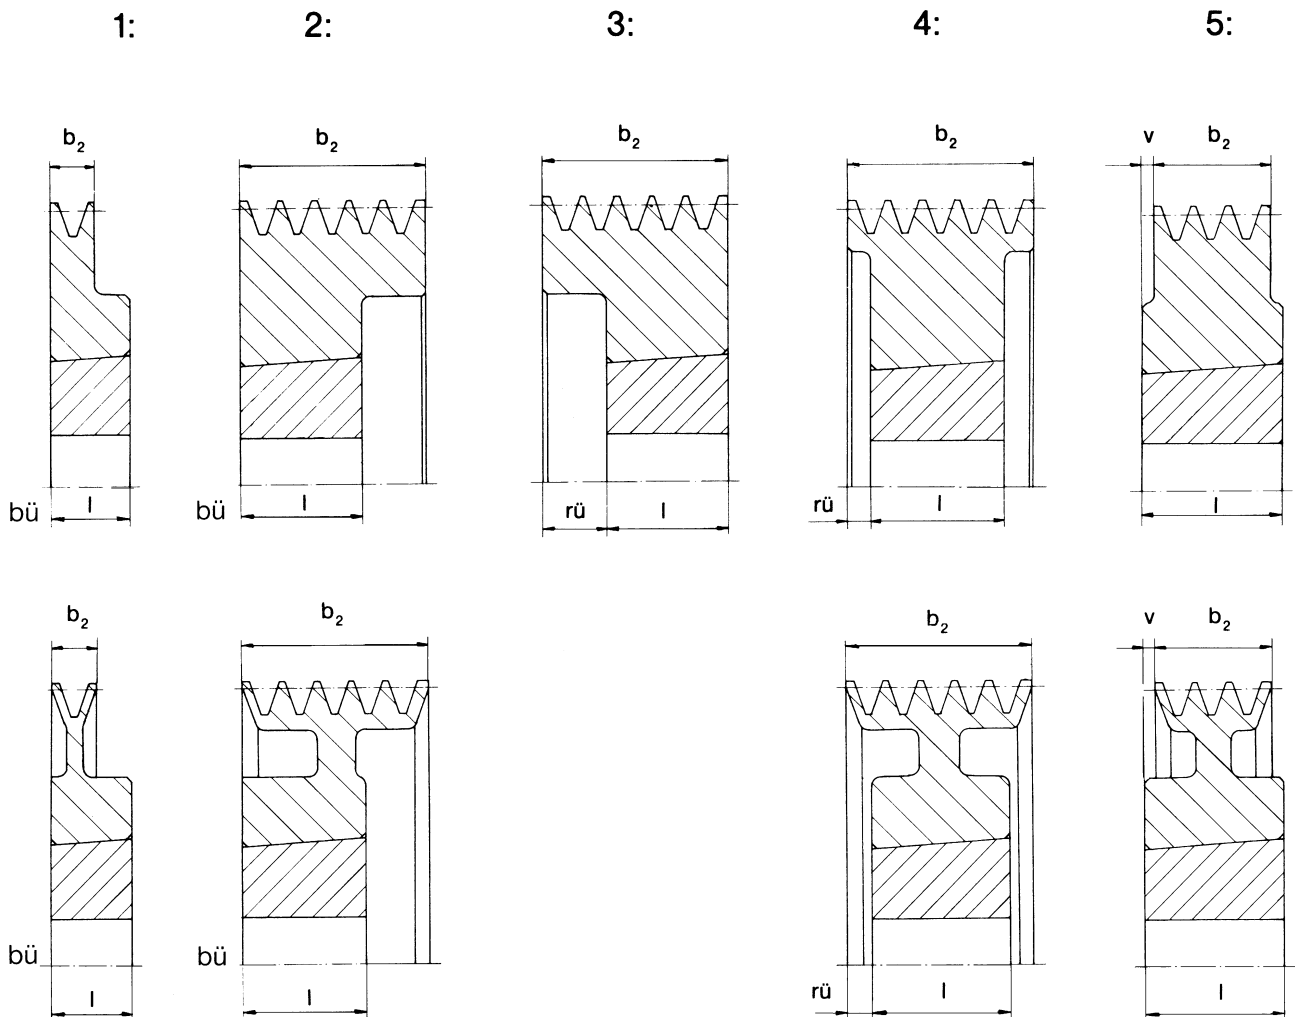 1: 2: 3: 4: 5:
b₂ b₂ b₂ b₂ v b₂
bü l bü l rü l rü l l
b₂ b₂ b₂ v b₂
bü bü
l l rü l l